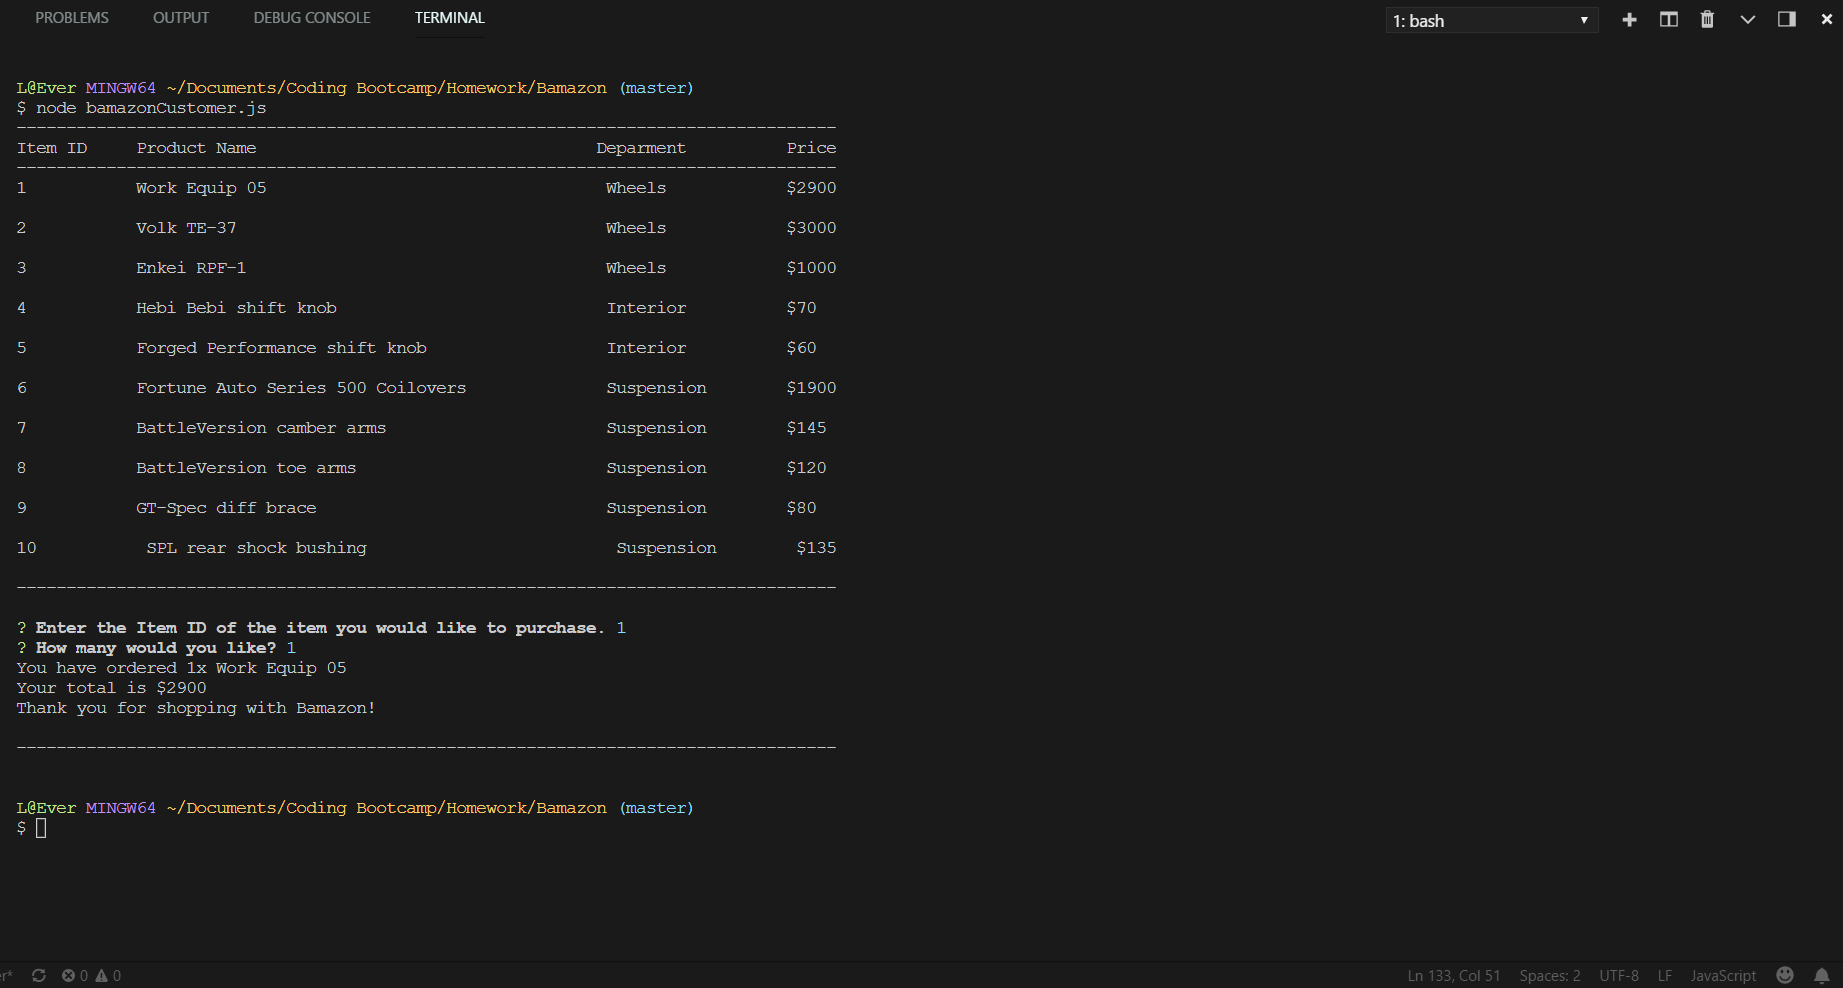 PROBLEMS OUTPUT DEBUG CONSOLE TERMINAL 1: bash
L@Ever MINGW64 ~/Documents/Coding Bootcamp/Homework/Bamazon (master)
$ node bamazonCustomer.js
----------------------------------------------------------------------------------
Item ID     Product Name                                  Deparment          Price
----------------------------------------------------------------------------------
1           Work Equip 05                                  Wheels            $2900
2           Volk TE-37                                     Wheels            $3000
3           Enkei RPF-1                                    Wheels            $1000
4           Hebi Bebi shift knob                           Interior          $70
5           Forged Performance shift knob                  Interior          $60
6           Fortune Auto Series 500 Coilovers              Suspension        $1900
7           BattleVersion camber arms                      Suspension        $145
8           BattleVersion toe arms                         Suspension        $120
9           GT-Spec diff brace                             Suspension        $80
10           SPL rear shock bushing                         Suspension        $135
----------------------------------------------------------------------------------
? Enter the Item ID of the item you would like to purchase. 1
? How many would you like? 1
You have ordered 1x Work Equip 05
Your total is $2900
Thank you for shopping with Bamazon!
----------------------------------------------------------------------------------
L@Ever MINGW64 ~/Documents/Coding Bootcamp/Homework/Bamazon (master)
$
er* 0 0 Ln 133, Col 51 Spaces: 2 UTF-8 LF JavaScript